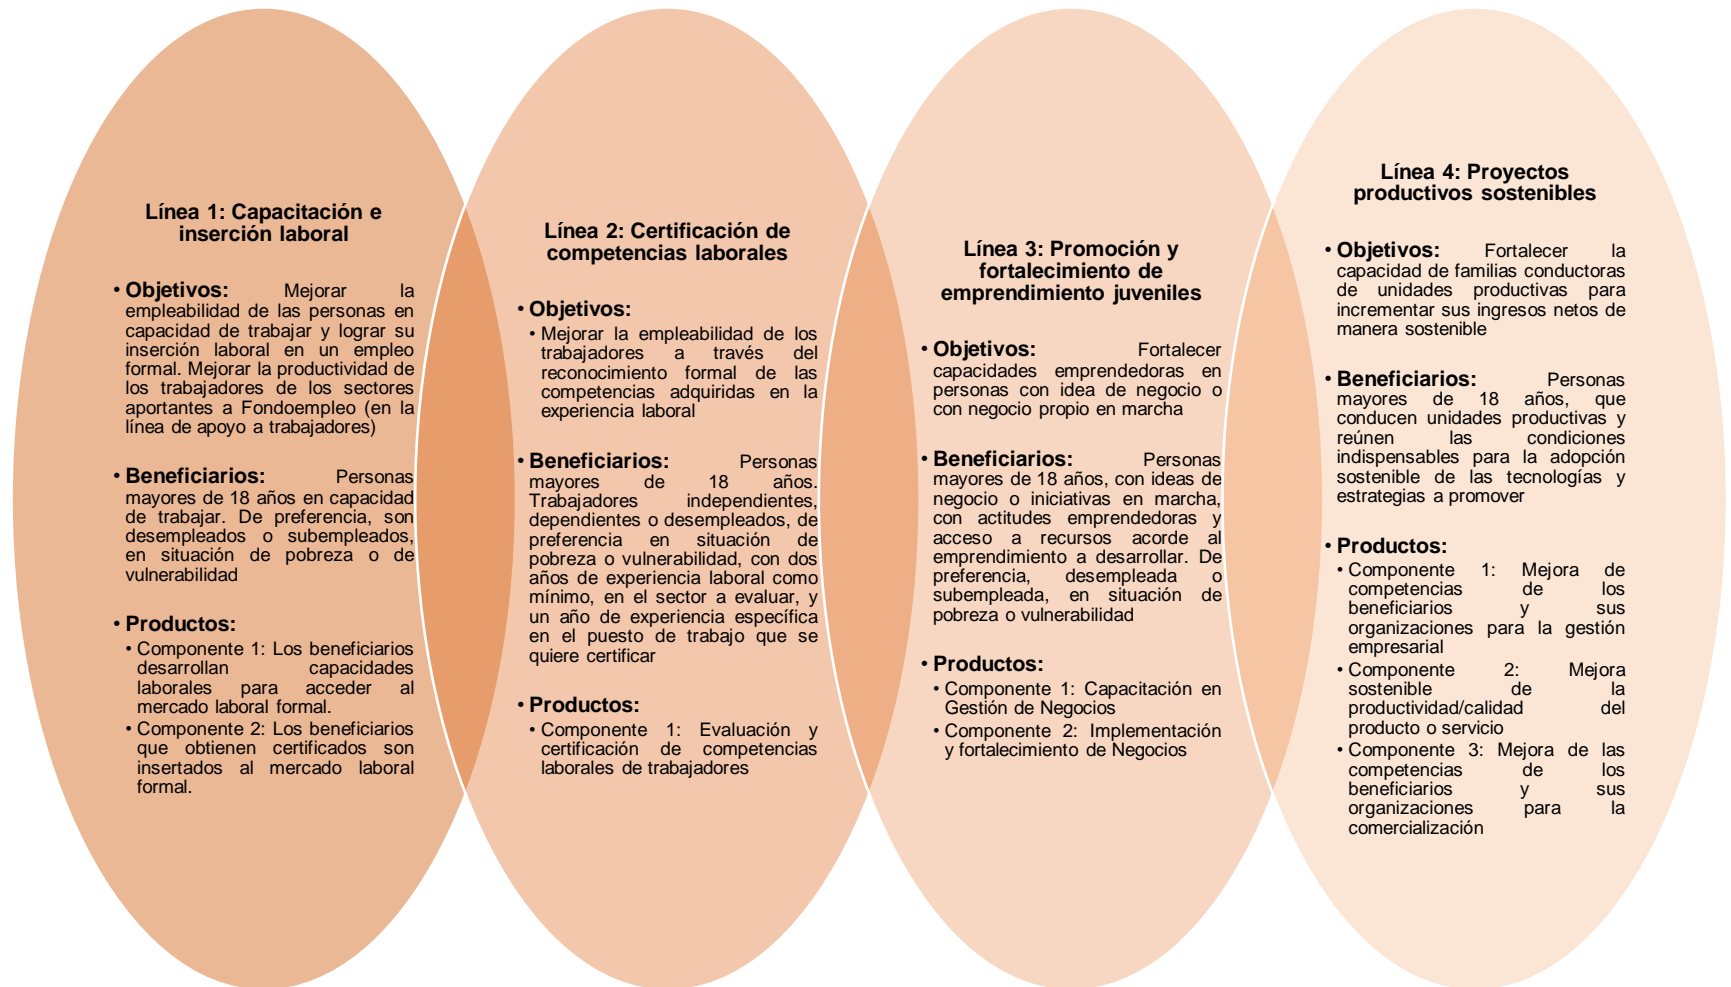 Línea 1: Capacitación e
inserción laboral
• Objetivos: Mejorar la
empleabilidad de las personas en
capacidad de trabajar y lograr su
inserción laboral en un empleo
formal. Mejorar la productividad de
los trabajadores de los sectores
aportantes a Fondoempleo (en la
línea de apoyo a trabajadores)
• Beneficiarios: Personas
mayores de 18 años en capacidad
de trabajar. De preferencia, son
desempleados o subempleados,
en situación de pobreza o de
vulnerabilidad
• Productos:
• Componente 1: Los beneficiarios
desarrollan capacidades
laborales para acceder al
mercado laboral formal.
• Componente 2: Los beneficiarios
que obtienen certificados son
insertados al mercado laboral
formal.
Línea 2: Certificación de
competencias laborales
• Objetivos:
• Mejorar la empleabilidad de los
trabajadores a través del
reconocimiento formal de las
competencias adquiridas en la
experiencia laboral
• Beneficiarios: Personas
mayores de 18 años.
Trabajadores independientes,
dependientes o desempleados, de
preferencia en situación de
pobreza o vulnerabilidad, con dos
años de experiencia laboral como
mínimo, en el sector a evaluar, y
un año de experiencia específica
en el puesto de trabajo que se
quiere certificar
• Productos:
• Componente 1: Evaluación y
certificación de competencias
laborales de trabajadores
Línea 3: Promoción y
fortalecimiento de
emprendimiento juveniles
• Objetivos: Fortalecer
capacidades emprendedoras en
personas con idea de negocio o
con negocio propio en marcha
• Beneficiarios: Personas
mayores de 18 años, con ideas de
negocio o iniciativas en marcha,
con actitudes emprendedoras y
acceso a recursos acorde al
emprendimiento a desarrollar. De
preferencia, desempleada o
subempleada, en situación de
pobreza o vulnerabilidad
• Productos:
• Componente 1: Capacitación en
Gestión de Negocios
• Componente 2: Implementación
y fortalecimiento de Negocios
Línea 4: Proyectos
productivos sostenibles
• Objetivos: Fortalecer la
capacidad de familias conductoras
de unidades productivas para
incrementar sus ingresos netos de
manera sostenible
• Beneficiarios: Personas
mayores de 18 años, que
conducen unidades productivas y
reúnen las condiciones
indispensables para la adopción
sostenible de las tecnologías y
estrategias a promover
• Productos:
• Componente 1: Mejora de
competencias de los
beneficiarios y sus
organizaciones para la gestión
empresarial
• Componente 2: Mejora
sostenible de la
productividad/calidad del
producto o servicio
• Componente 3: Mejora de las
competencias de los
beneficiarios y sus
organizaciones para la
comercialización